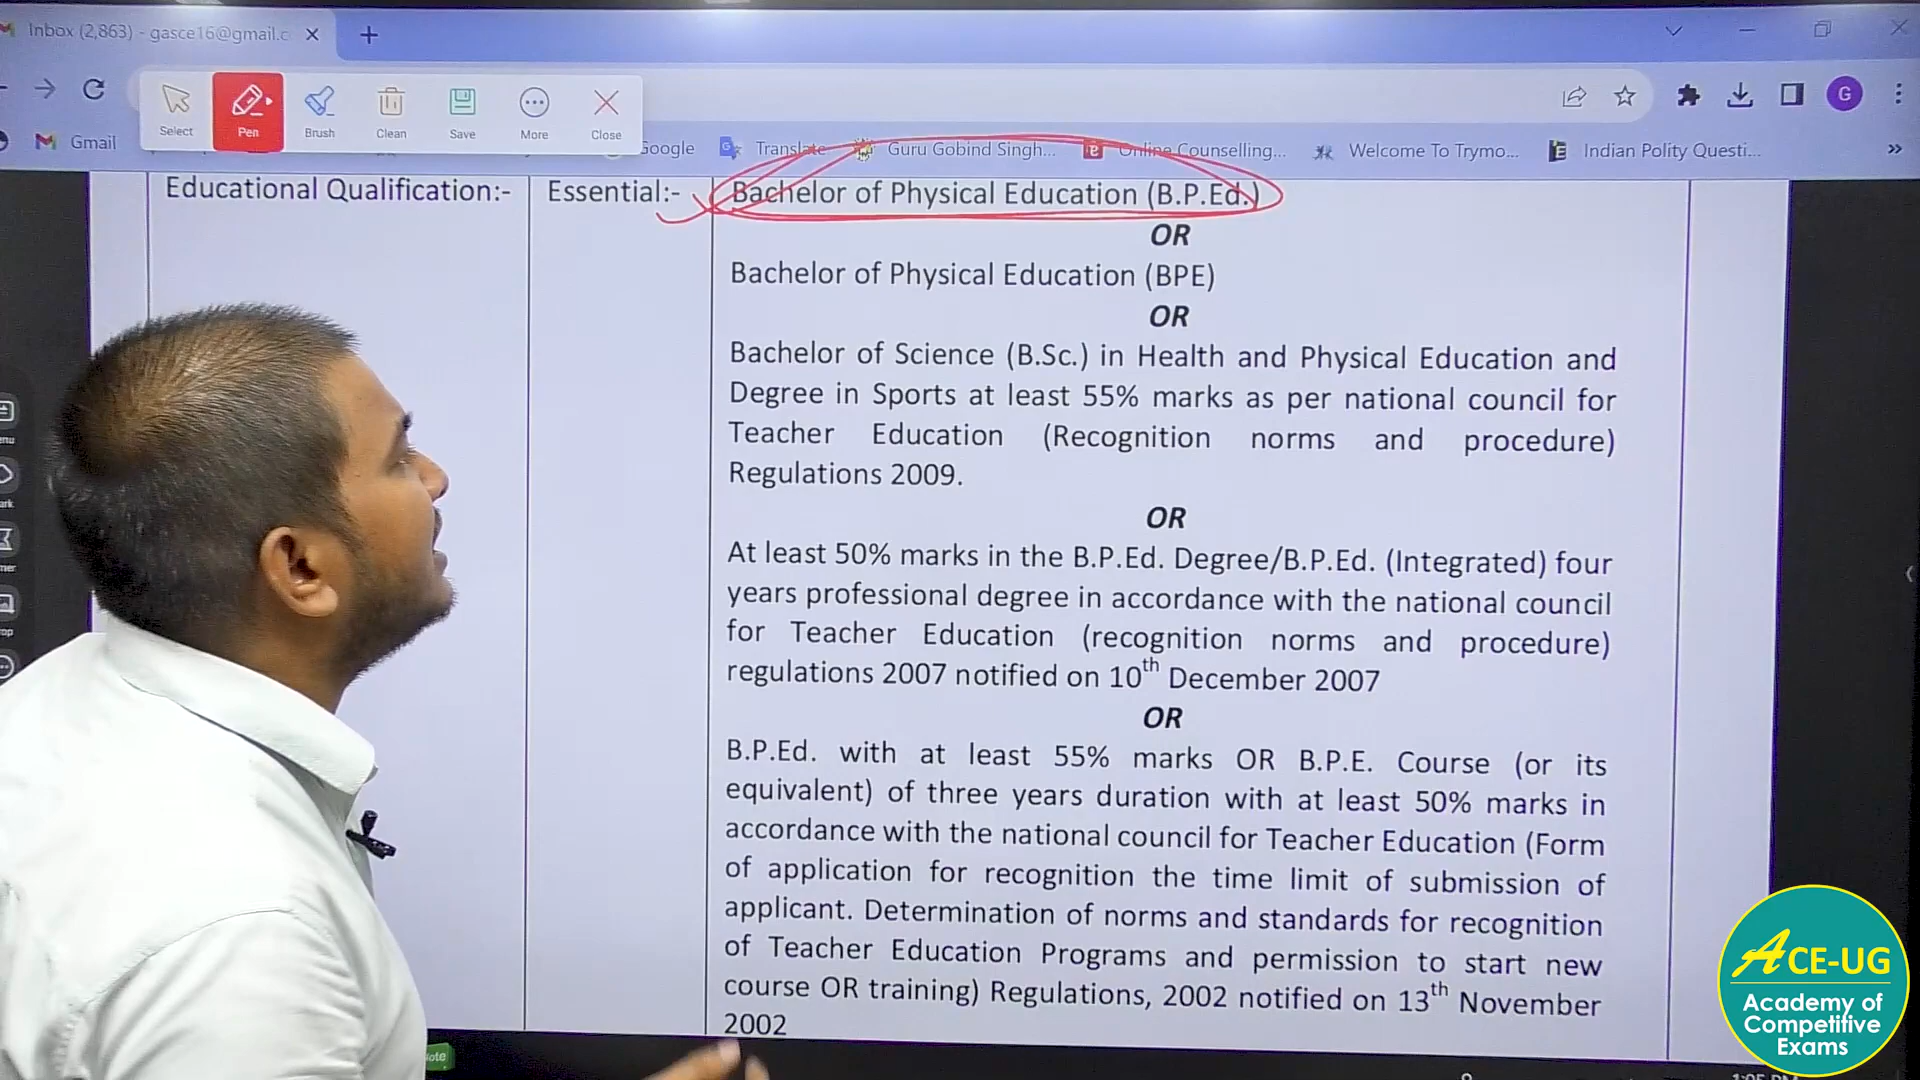 Inbox (2,863) - gasce16@gmail.c
Select
Pen
Brush
Clean
Save
More
Close
G
Gmail
Google
Translate
Guru Gobind Singh...
Online Counselling...
Welcome To Trymo...
Indian Polity Questi...
»
Educational Qualification:-
Essential:-
Bachelor of Physical Education (B.P.Ed.)
OR
Bachelor of Physical Education (BPE)
OR
Bachelor of Science (B.Sc.) in Health and Physical Education and
Degree in Sports at least 55% marks as per national council for
Teacher Education (Recognition norms and procedure)
Regulations 2009.
OR
At least 50% marks in the B.P.Ed. Degree/B.P.Ed. (Integrated) four
years professional degree in accordance with the national council
for Teacher Education (recognition norms and procedure)
regulations 2007 notified on 10th December 2007
OR
B.P.Ed. with at least 55% marks OR B.P.E. Course (or its
equivalent) of three years duration with at least 50% marks in
accordance with the national council for Teacher Education (Form
of application for recognition the time limit of submission of
applicant. Determination of norms and standards for recognition
of Teacher Education Programs and permission to start new
course OR training) Regulations, 2002 notified on 13th November
2002
ACE-UG
Academy of
Competitive
Exams